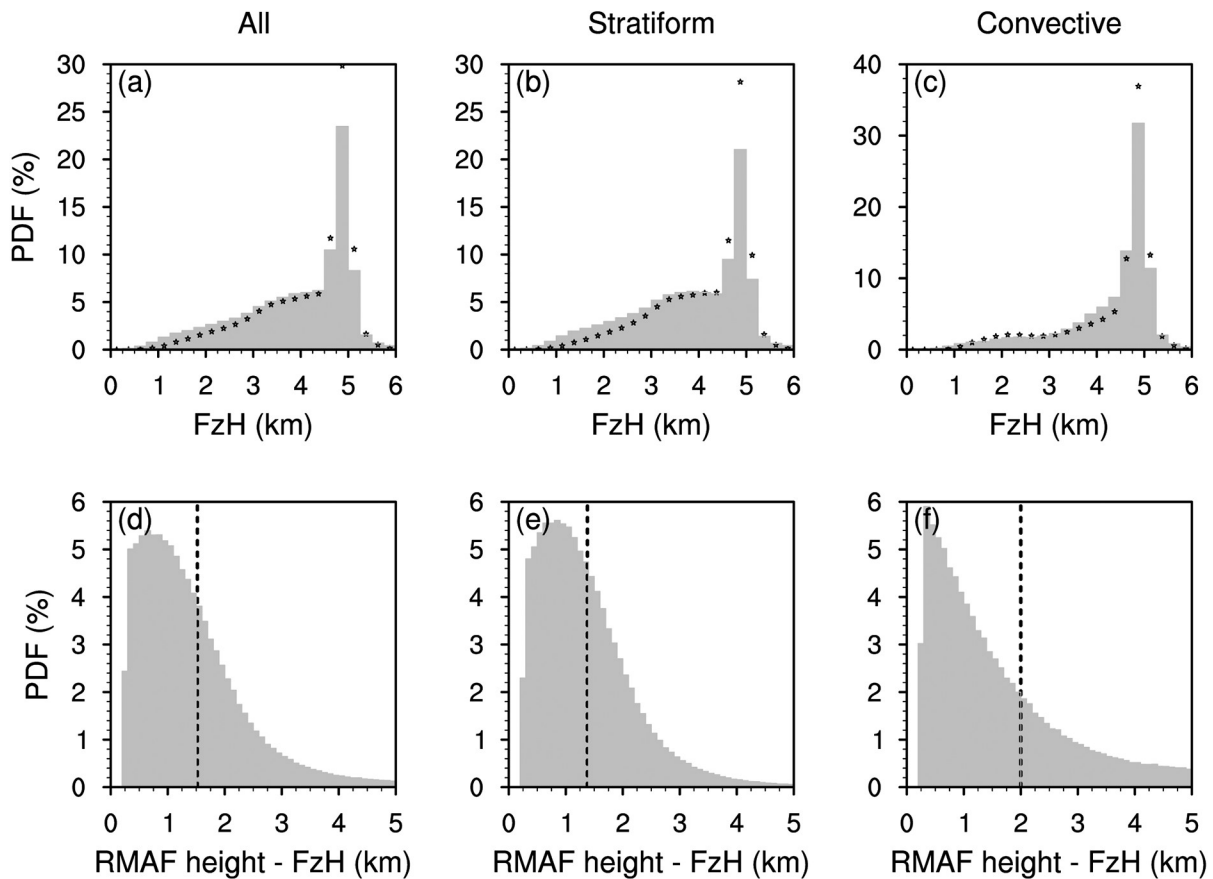 All Stratiform Convective
(a) (b) (c)
30 30 40
25 25
20 20 30
15 15 20
10 10
5 5 10
0 0 0
PDF (%)
0 1 2 3 4 5 6 0 1 2 3 4 5 6 0 1 2 3 4 5 6
FzH (km) FzH (km) FzH (km)
(d) (e) (f)
6 6 6
5 5 5
4 4 4
3 3 3
2 2 2
1 1 1
0 0 0
PDF (%)
0 1 2 3 4 5 0 1 2 3 4 5 0 1 2 3 4 5
RMAF height - FzH (km) RMAF height - FzH (km) RMAF height - FzH (km)